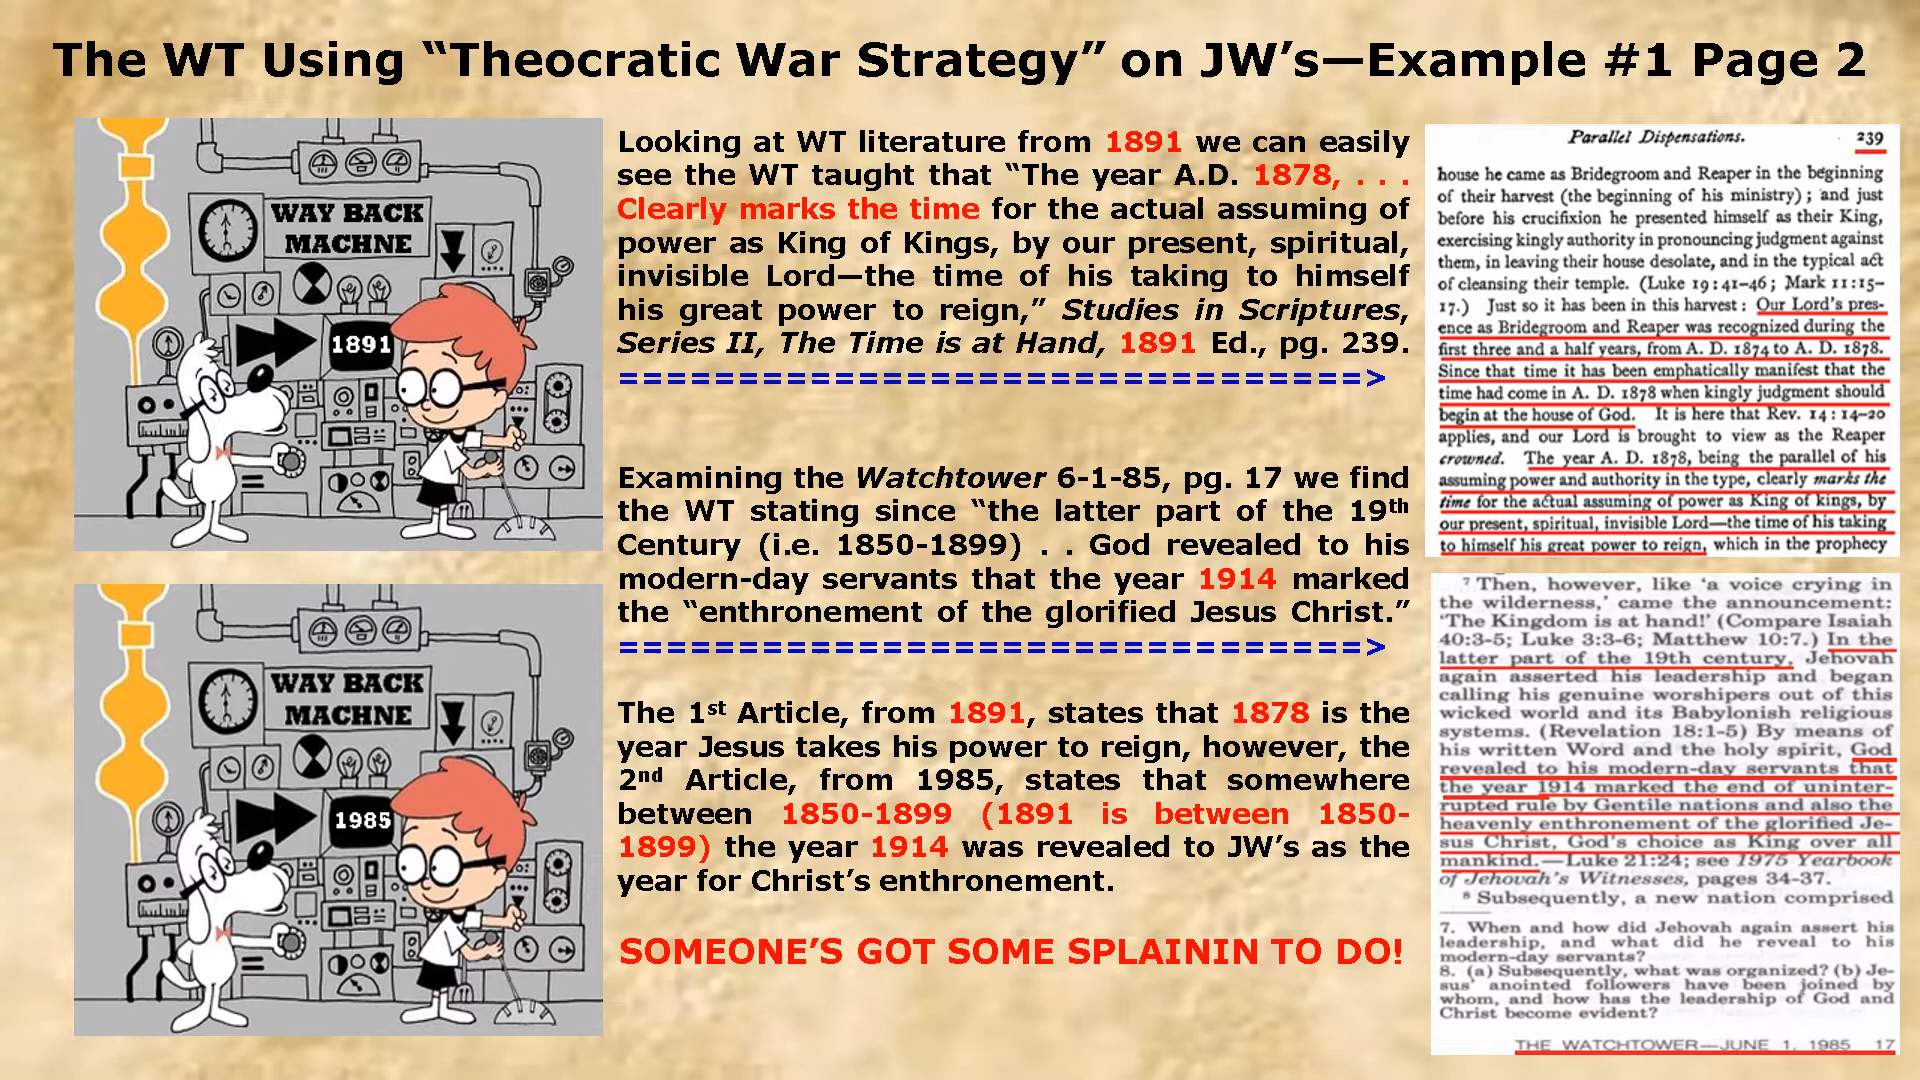 The WT Using “Theocratic War Strategy” on JW’s—Example #1 Page 2
WAY BACK
MACHNE
1891
WAY BACK
MACHNE
1985
Looking at WT literature from 1891 we can easily
see the WT taught that “The year A.D. 1878, . . .
Clearly marks the time for the actual assuming of
power as King of Kings, by our present, spiritual,
invisible Lord—the time of his taking to himself
his great power to reign,” Studies in Scriptures,
Series II, The Time is at Hand, 1891 Ed., pg. 239.
===============================>
Examining the Watchtower 6-1-85, pg. 17 we find
the WT stating since “the latter part of the 19th
Century (i.e. 1850-1899) . . God revealed to his
modern-day servants that the year 1914 marked
the “enthronement of the glorified Jesus Christ.”
===============================>
The 1st Article, from 1891, states that 1878 is the
year Jesus takes his power to reign, however, the
2nd Article, from 1985, states that somewhere
between 1850-1899 (1891 is between 1850-
1899) the year 1914 was revealed to JW’s as the
year for Christ’s enthronement.
SOMEONE’S GOT SOME SPLAININ TO DO!
Parallel Dispensations. 239
house he came as Bridegroom and Reaper in the beginning
of their harvest (the beginning of his ministry) ; and just
before his crucifixion he presented himself as their King,
exercising kingly authority in pronouncing judgment against
them, in leaving their house desolate, and in the typical act
of cleansing their temple. (Luke 19 : 41-46 ; Mark 11 : 15-
17.) Just so it has been in this harvest : Our Lord’s pres-
ence as Bridegroom and Reaper was recognized during the
first three and a half years, from A. D. 1874 to A. D. 1878.
Since that time it has been emphatically manifest that the
time had come in A. D. 1878 when kingly judgment should
begin at the house of God. It is here that Rev. 14 : 14-20
applies, and our Lord is brought to view as the Reaper
crowned. The year A. D. 1878, being the parallel of his
assuming power and authority in the type, clearly marks the
time for the actual assuming of power as King of kings, by
our present, spiritual, invisible Lord—the time of his taking
to himself his great power to reign, which in the prophecy
7 Then, however, like ‘a voice crying in
the wilderness,’ came the announcement:
‘The Kingdom is at hand!’ (Compare Isaiah
40:3-5; Luke 3:3-6; Matthew 10:7.) In the
latter part of the 19th century, Jehovah
again asserted his leadership and began
calling his genuine worshipers out of this
wicked world and its Babylonish religious
systems. (Revelation 18:1-5) By means of
his written Word and the holy spirit, God
revealed to his modern-day servants that
the year 1914 marked the end of uninter-
rupted rule by Gentile nations and also the
heavenly enthronement of the glorified Je-
sus Christ, God’s choice as King over all
mankind.—Luke 21:24; see 1975 Yearbook
of Jehovah’s Witnesses, pages 34-37.
8 Subsequently, a new nation comprised
7. When and how did Jehovah again assert his
leadership, and what did he reveal to his
modern-day servants?
8. (a) Subsequently, what was organized? (b) Je-
sus’ anointed followers have been joined by
whom, and how has the leadership of God and
Christ become evident?
THE WATCHTOWER—JUNE 1, 1985 17